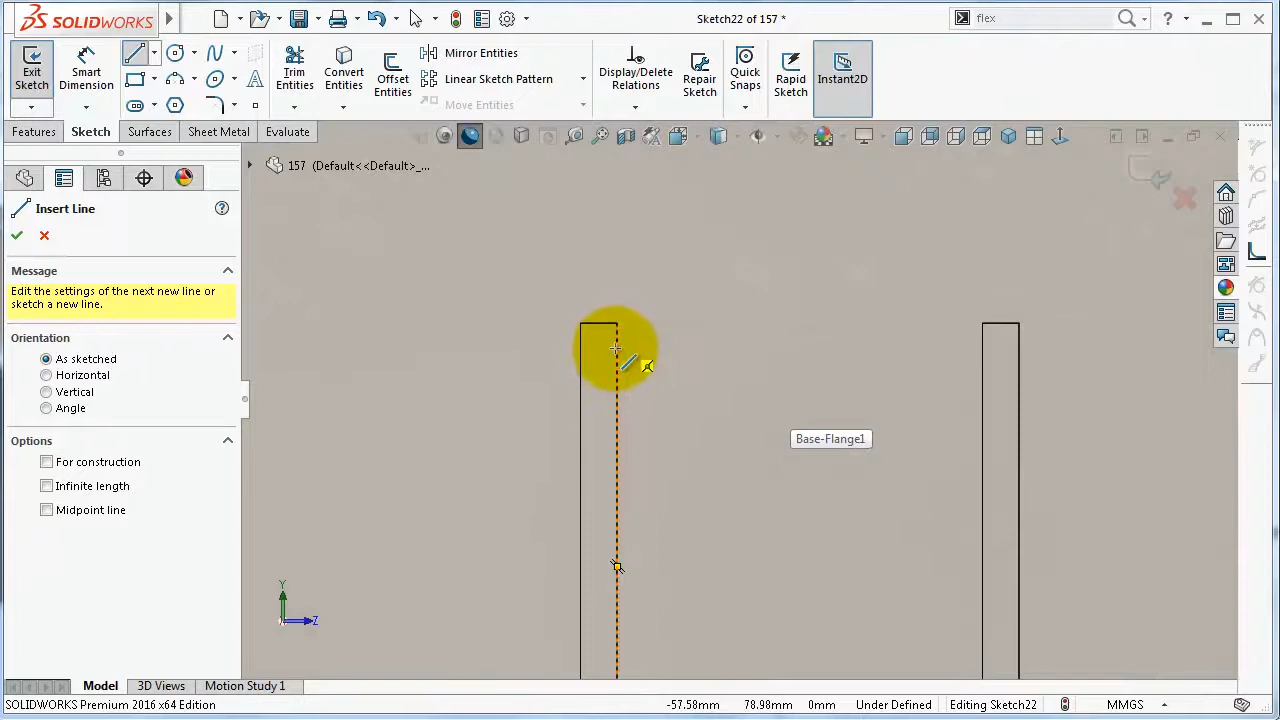 SOLIDWORKS
Sketch22 of 157 *
flex
Exit Sketch
Smart Dimension
Trim Entities
Convert Entities
Offset Entities
Mirror Entities
Linear Sketch Pattern
Move Entities
Display/Delete Relations
Repair Sketch
Quick Snaps
Rapid Sketch
Instant2D
Features
Sketch
Surfaces
Sheet Metal
Evaluate
157 (Default<<Default>_...
Insert Line
Message
Edit the settings of the next new line or
sketch a new line.
Orientation
As sketched
Horizontal
Vertical
Angle
Options
For construction
Infinite length
Midpoint line
Base-Flange1
Y
Z
Model
3D Views
Motion Study 1
SOLIDWORKS Premium 2016 x64 Edition
-57.58mm
78.98mm
0mm
Under Defined
Editing Sketch22
MMGS